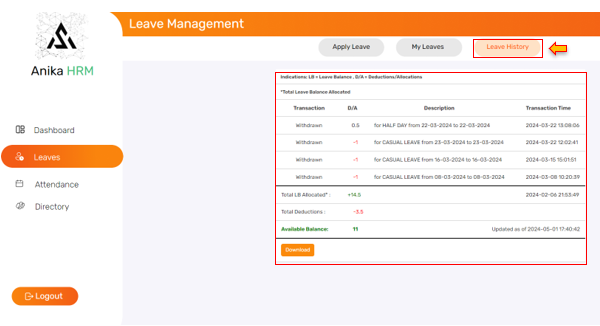 Leave Management
Apply Leave
My Leaves
Leave History
Anika HRM
Dashboard
Leaves
Attendance
Directory
Logout
Indications: LB = Leave Balance , D/A = Deductions/Allocations
*Total Leave Balance Allocated
Transaction D/A Description Transaction Time
Withdrawn 0.5 for HALF DAY from 22-03-2024 to 22-03-2024 2024-03-22 13:08:06
Withdrawn -1 for CASUAL LEAVE from 23-03-2024 to 23-03-2024 2024-03-22 12:02:41
Withdrawn -1 for CASUAL LEAVE from 16-03-2024 to 16-03-2024 2024-03-15 15:01:51
Withdrawn -1 for CASUAL LEAVE from 08-03-2024 to 08-03-2024 2024-03-08 10:20:39
Total LB Allocated* : +14.5 2024-02-06 21:53:49
Total Deductions : -3.5
Available Balance: 11 Updated as of 2024-05-01 17:40:42
Download